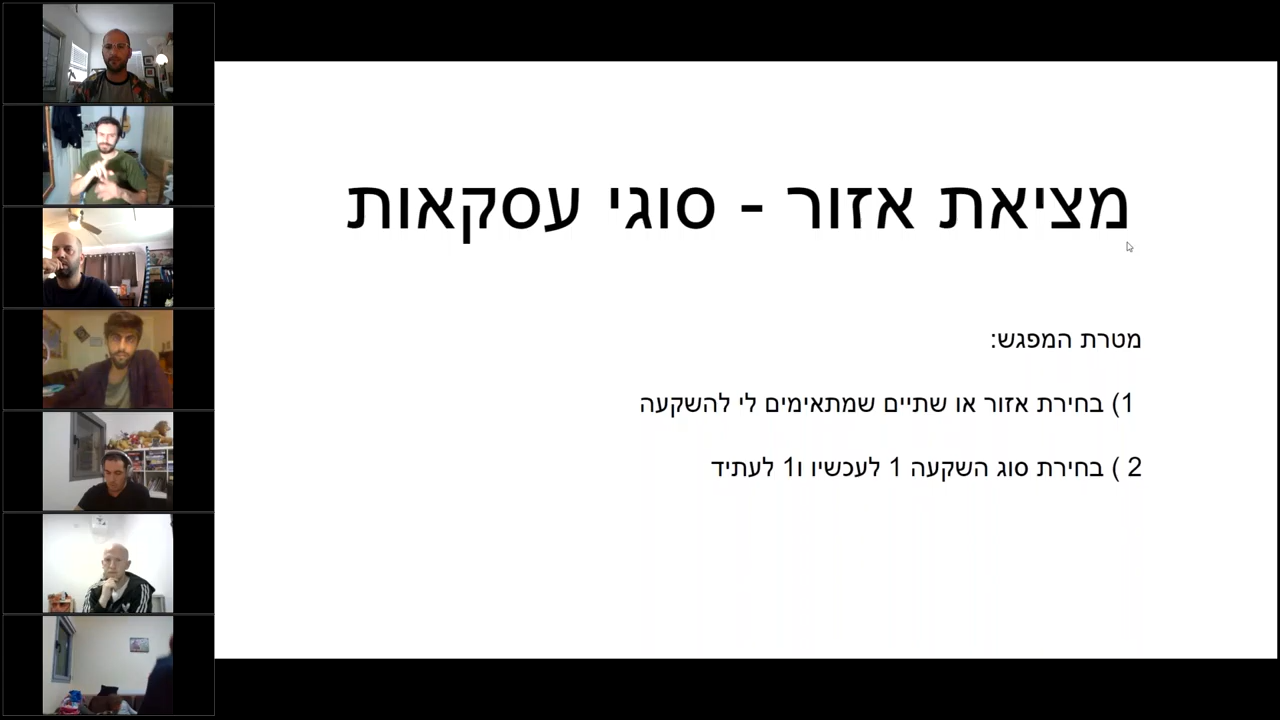 מציאת אזור - סוגי עסקאות
מטרת המפגש:
1) בחירת אזור או שתיים שמתאימים לי להשקעה
2 ) בחירת סוג השקעה 1 לעכשיו ו1 לעתיד